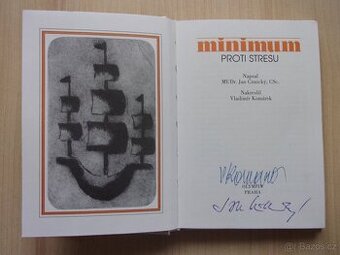 minimum
PROTI STRESU
Napsal
MUDr. Jan Cimický, CSc.
Nakreslil
Vladimír Komárek
OLYMPIA
PRAHA